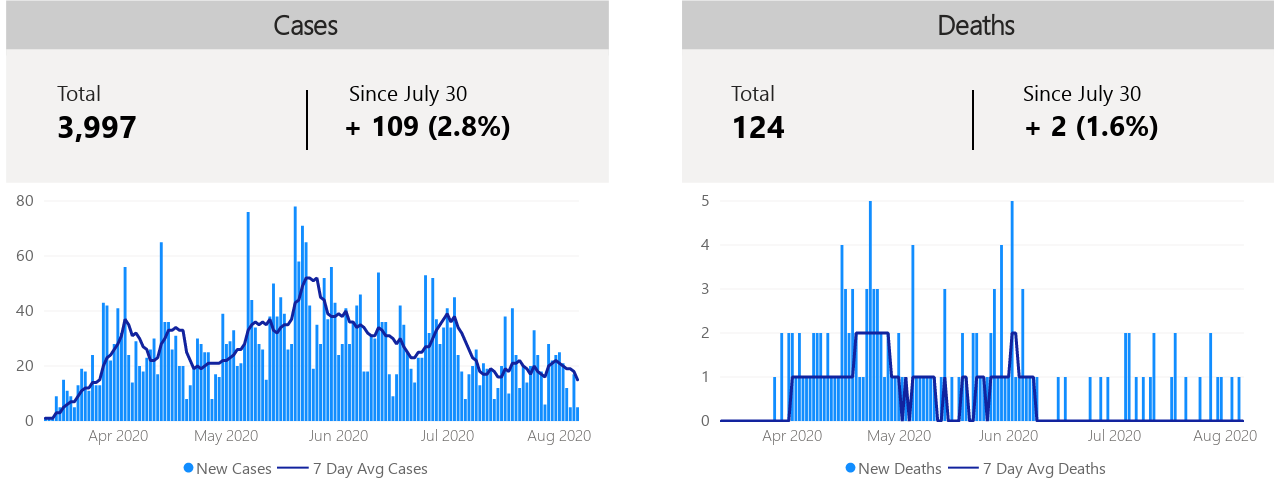 Cases
Total
3,997
Since July 30
+ 109 (2.8%)
80
60
40
20
0
Apr 2020 May 2020 Jun 2020 Jul 2020 Aug 2020
New Cases 7 Day Avg Cases
Deaths
Total
124
Since July 30
+ 2 (1.6%)
5
4
3
2
1
0
Apr 2020 May 2020 Jun 2020 Jul 2020 Aug 2020
New Deaths 7 Day Avg Deaths